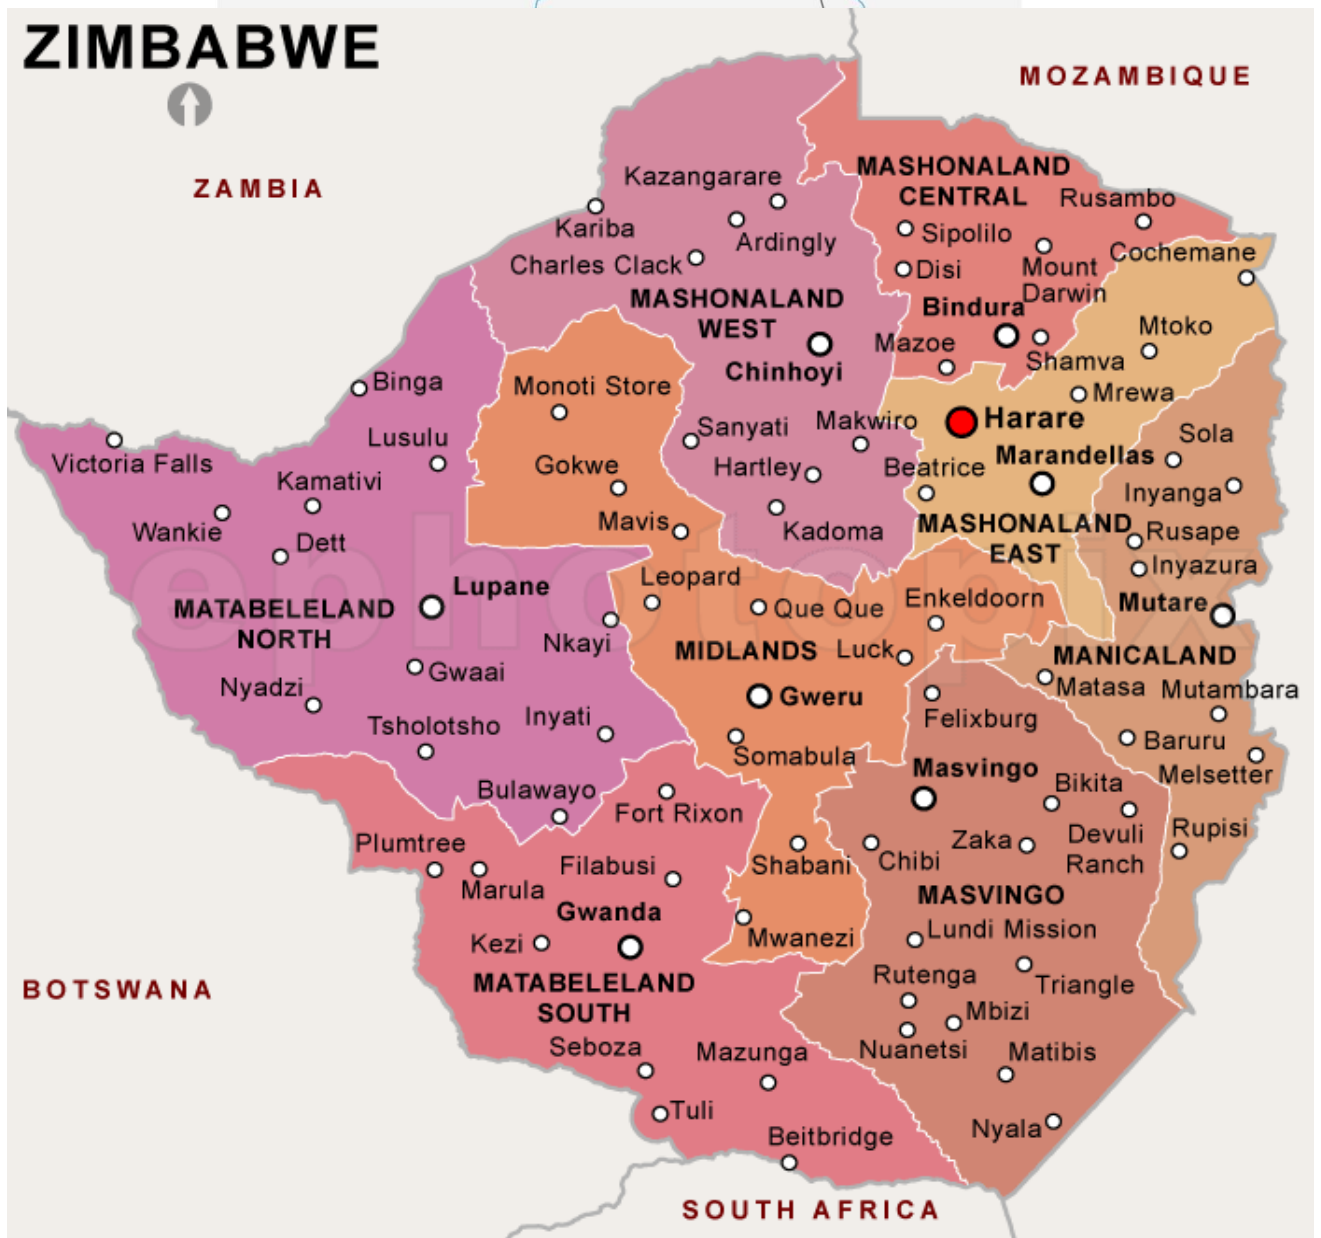 ZIMBABWE
MOZAMBIQUE
ZAMBIA
MASHONALAND
CENTRAL
Kazangarare
Rusambo
Kariba
Ardingly
Sipolilo
Cochemane
Charles Clack
Disi
Mount
Darwin
MASHONALAND
WEST
Bindura
Mtoko
Mazoe
Shamva
Chinhoyi
Binga
Monoti Store
Mrewa
Harare
Makwiro
Sanyati
Lusulu
Sola
Victoria Falls
Gokwe
Hartley
Beatrice
Marandellas
Kamativi
Inyanga
Wankie
Mavis
Kadoma
MASHONALAND
EAST
Rusape
Dett
Inyazura
ephotopix
Leopard
Lupane
Que Que
Enkeldoorn
Mutare
MATABELELAND
NORTH
Nkayi
MIDLANDS
Luck
MANICALAND
Gwaai
Matasa
Mutambara
Nyadzi
Gweru
Felixburg
Tsholotsho
Inyati
Baruru
Somabula
Masvingo
Melsetter
Bulawayo
Bikita
Fort Rixon
Plumtree
Zaka
Devuli
Ranch
Rupisi
Filabusi
Shabani
Chibi
Marula
MASVINGO
Gwanda
Kezi
Mwanezi
Lundi Mission
BOTSWANA
MATABELELAND
SOUTH
Rutenga
Triangle
Mbizi
Seboza
Mazunga
Nuanetsi
Matibis
Tuli
Nyala
Beitbridge
SOUTH AFRICA